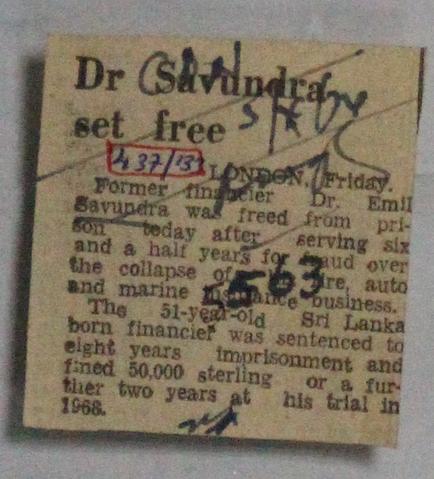 Dr Savundra
set free
437/133
LONDON, Friday.
Former financier Dr. Emil
Savundra was freed from pri-
son today after serving six
and a half years for fraud over
the collapse of fire, auto
and marine insurance business.
563
The 51-year-old Sri Lanka
born financier was sentenced to
eight years imprisonment and
fined 50,000 sterling or a fur-
ther two years at his trial in
1968.